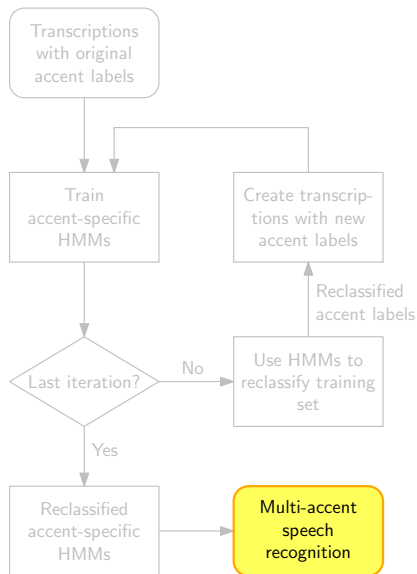 Transcriptions
with original
accent labels
Train
accent-specific
HMMs
Create transcrip-
tions with new
accent labels
Reclassified
accent labels
Last iteration?
No
Use HMMs to
reclassify training
set
Yes
Reclassified
accent-specific
HMMs
Multi-accent
speech
recognition